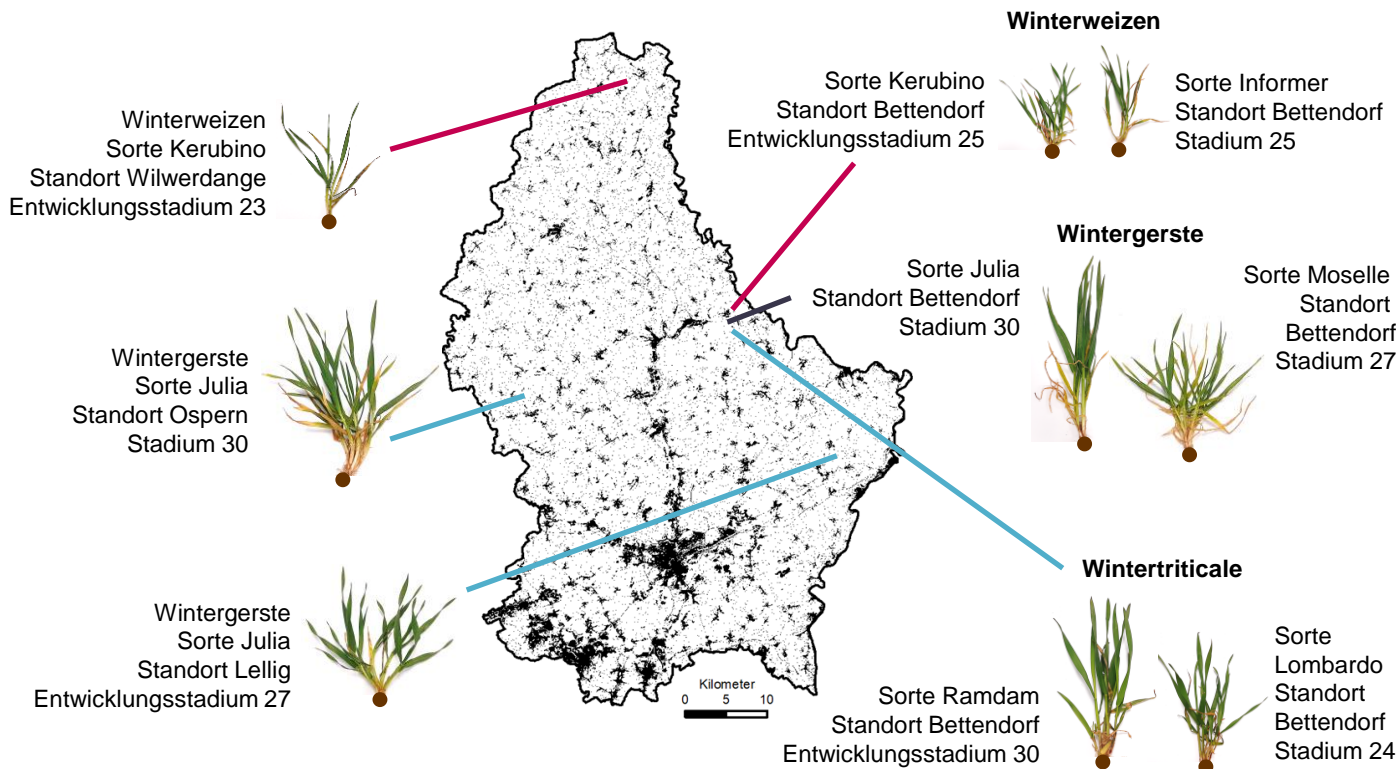 Winterweizen
Sorte Kerubino
Standort Wilwerdange
Entwicklungsstadium 23
Wintergerste
Sorte Julia
Standort Ospern
Stadium 30
Wintergerste
Sorte Julia
Standort Lellig
Entwicklungsstadium 27
Kilometer
0 5 10
Winterweizen
Sorte Kerubino
Standort Bettendorf
Entwicklungsstadium 25
Sorte Informer
Standort Bettendorf
Stadium 25
Wintergerste
Sorte Julia
Standort Bettendorf
Stadium 30
Sorte Moselle
Standort
Bettendorf
Stadium 27
Wintertriticale
Sorte Ramdam
Standort Bettendorf
Entwicklungsstadium 30
Sorte
Lombardo
Standort
Bettendorf
Stadium 24